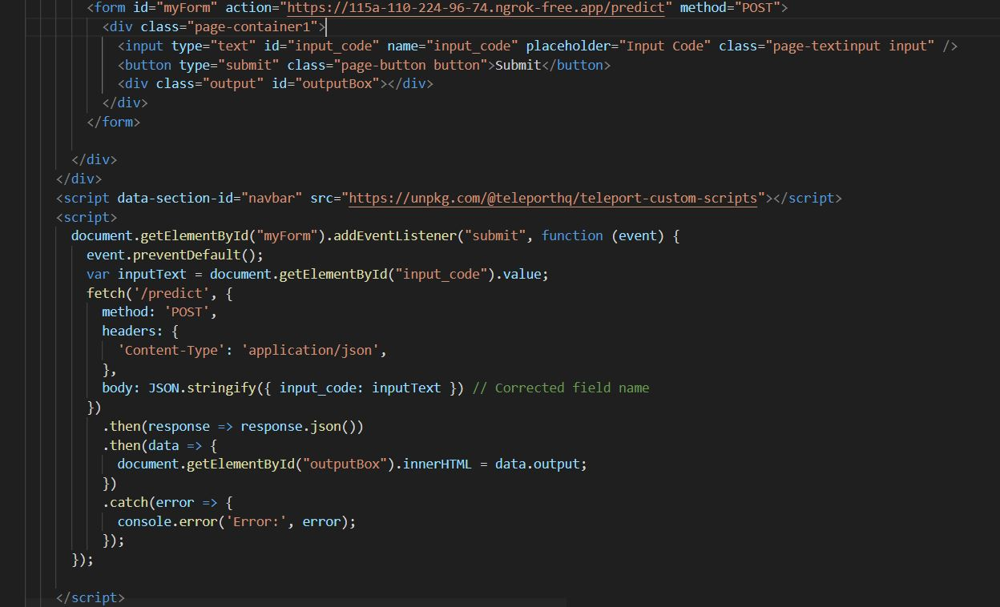 <form id="myForm" action="https://115a-110-224-96-74.ngrok-free.app/predict" method="POST">
<div class="page-container1">
<input type="text" id="input_code" name="input_code" placeholder="Input Code" class="page-textinput input" />
<button type="submit" class="page-button button">Submit</button>
<div class="output" id="outputBox"></div>
</div>
</form>
</div>
</div>
<script data-section-id="navbar" src="https://unpkg.com/@teleporthq/teleport-custom-scripts"></script>
<script>
document.getElementById("myForm").addEventListener("submit", function (event) {
event.preventDefault();
var inputText = document.getElementById("input_code").value;
fetch('/predict', {
method: 'POST',
headers: {
'Content-Type': 'application/json',
},
body: JSON.stringify({ input_code: inputText }) // Corrected field name
})
.then(response => response.json())
.then(data => {
document.getElementById("outputBox").innerHTML = data.output;
})
.catch(error => {
console.error('Error:', error);
});
});
</script>